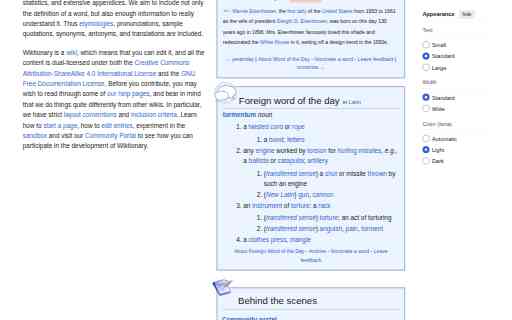 statistics, and extensive appendices. We aim to include not only
the definition of a word, but also enough information to really
understand it. Thus etymologies, pronunciations, sample
quotations, synonyms, antonyms, and translations are included.
Wiktionary is a wiki, which means that you can edit it, and all the
content is dual-licensed under both the Creative Commons
Attribution-ShareAlike 4.0 International License and the GNU
Free Documentation License. Before you contribute, you may
wish to read through some of our help pages, and bear in mind
that we do things quite differently from other wikis. In particular,
we have strict layout conventions and inclusion criteria. Learn
how to start a page, how to edit entries, experiment in the
sandbox and visit our Community Portal to see how you can
participate in the development of Wiktionary.
Mamie Eisenhower, the first lady of the United States from 1953 to 1961
as the wife of president Dwight D. Eisenhower, was born on this day 130
years ago in 1896. Mrs. Eisenhower famously loved this shade and
redecorated the White House in it, setting off a design trend in the 1950s.
← yesterday | About Word of the Day • Nominate a word • Leave feedback |
tomorrow →
Foreign word of the day in Latin
tormentum noun
1. a twisted cord or rope
1. a bond; fetters
2. any engine worked by torsion for hurling missiles, e.g.,
a ballista or catapult; artillery
1. (transferred sense) a shot or missile thrown by
such an engine
2. (New Latin) gun, cannon
3. an instrument of torture; a rack
1. (transferred sense) torture; an act of torturing
2. (transferred sense) anguish, pain, torment
4. a clothes press, mangle
About Foreign Word of the Day • Archive • Nominate a word • Leave
feedback
Behind the scenes
Community portal
Appearance hide
Text
Small
Standard
Large
Width
Standard
Wide
Color (beta)
Automatic
Light
Dark